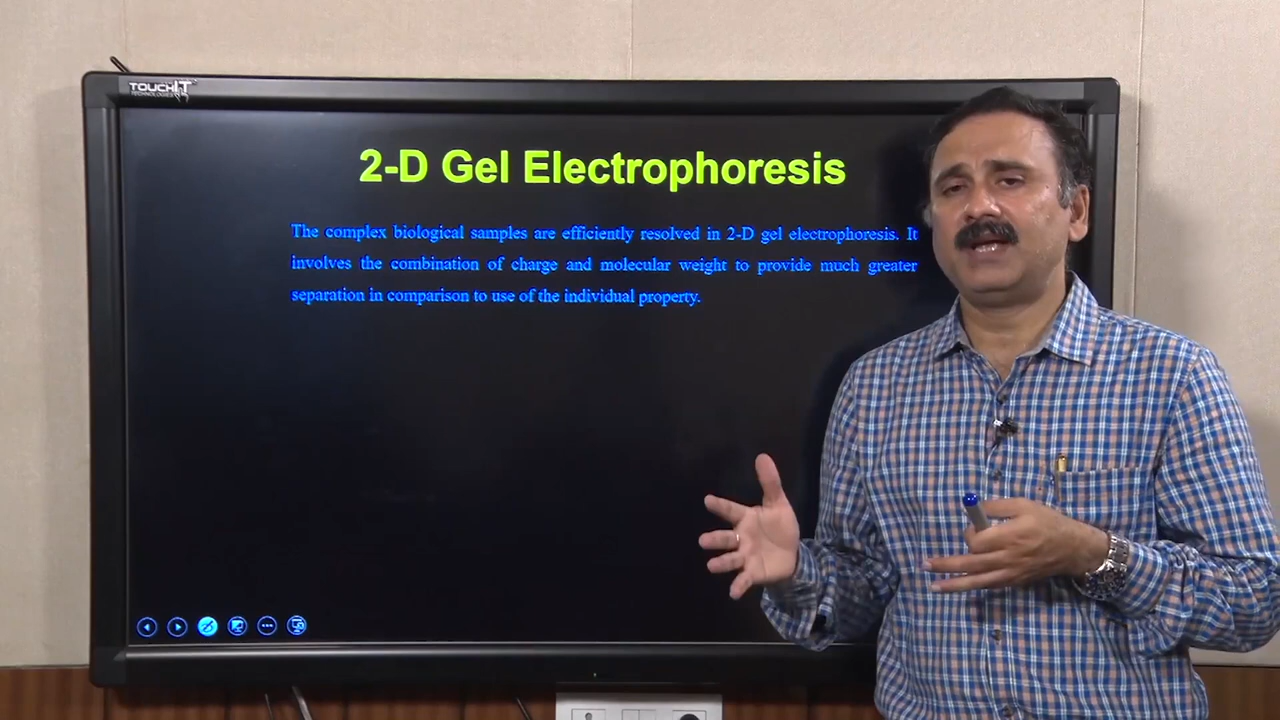 TOUCHIT
TECHNOLOGIES
2-D Gel Electrophoresis
The complex biological samples are efficiently resolved in 2-D gel electrophoresis. It
involves the combination of charge and molecular weight to provide much greater
separation in comparison to use of the individual property.